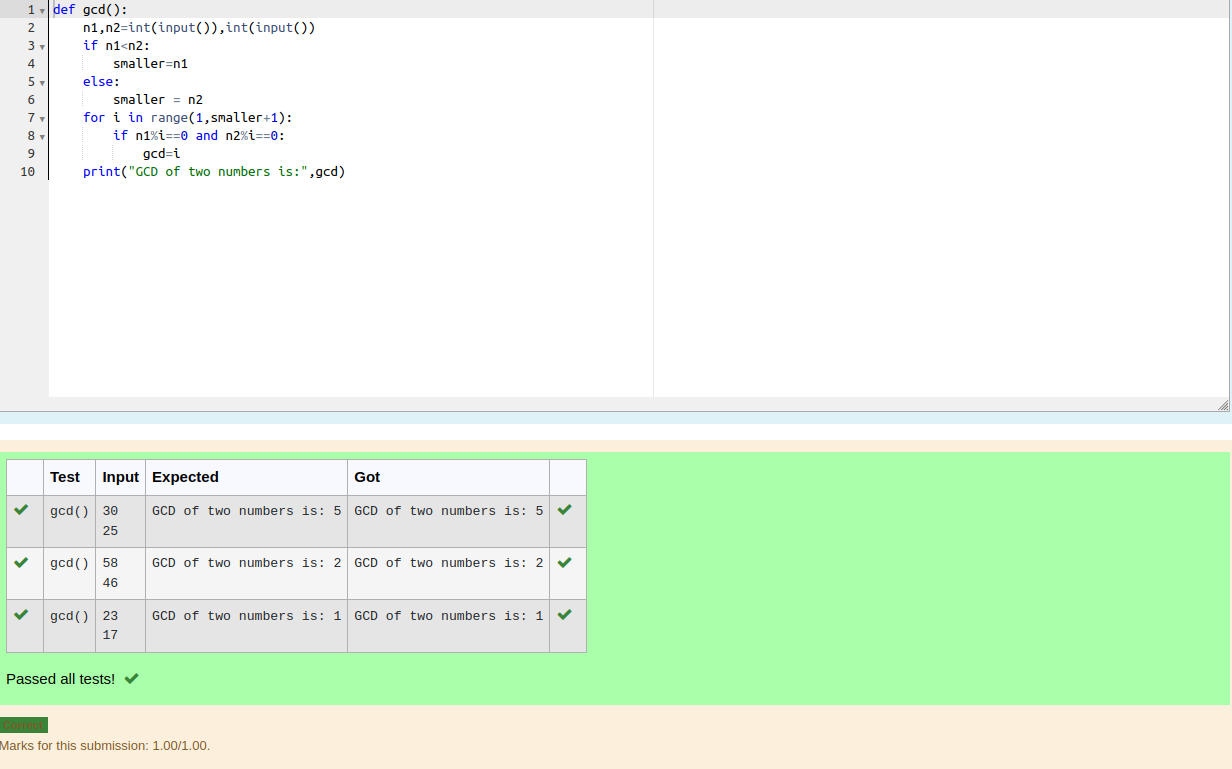 1 def gcd():
2 n1,n2=int(input()),int(input())
3 if n1<n2:
4 smaller=n1
5 else:
6 smaller = n2
7 for i in range(1,smaller+1):
8 if n1%i==0 and n2%i==0:
9 gcd=i
10 print("GCD of two numbers is:",gcd)
Test Input Expected Got
gcd() 30 GCD of two numbers is: 5 GCD of two numbers is: 5
25
gcd() 58 GCD of two numbers is: 2 GCD of two numbers is: 2
46
gcd() 23 GCD of two numbers is: 1 GCD of two numbers is: 1
17
Passed all tests!
Correct
Marks for this submission: 1.00/1.00.